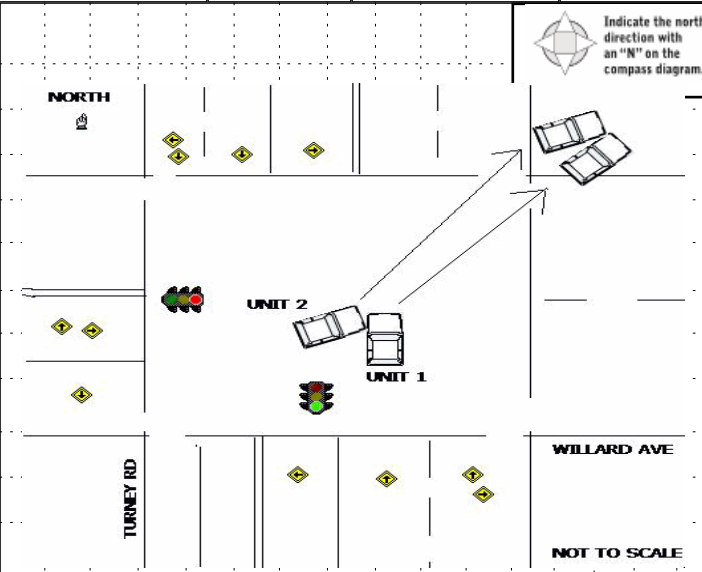 Indicate the north
direction with
an “N” on the
compass diagram.
NORTH
UNIT 2
UNIT 1
TURNEY RD
WILLARD AVE
NOT TO SCALE